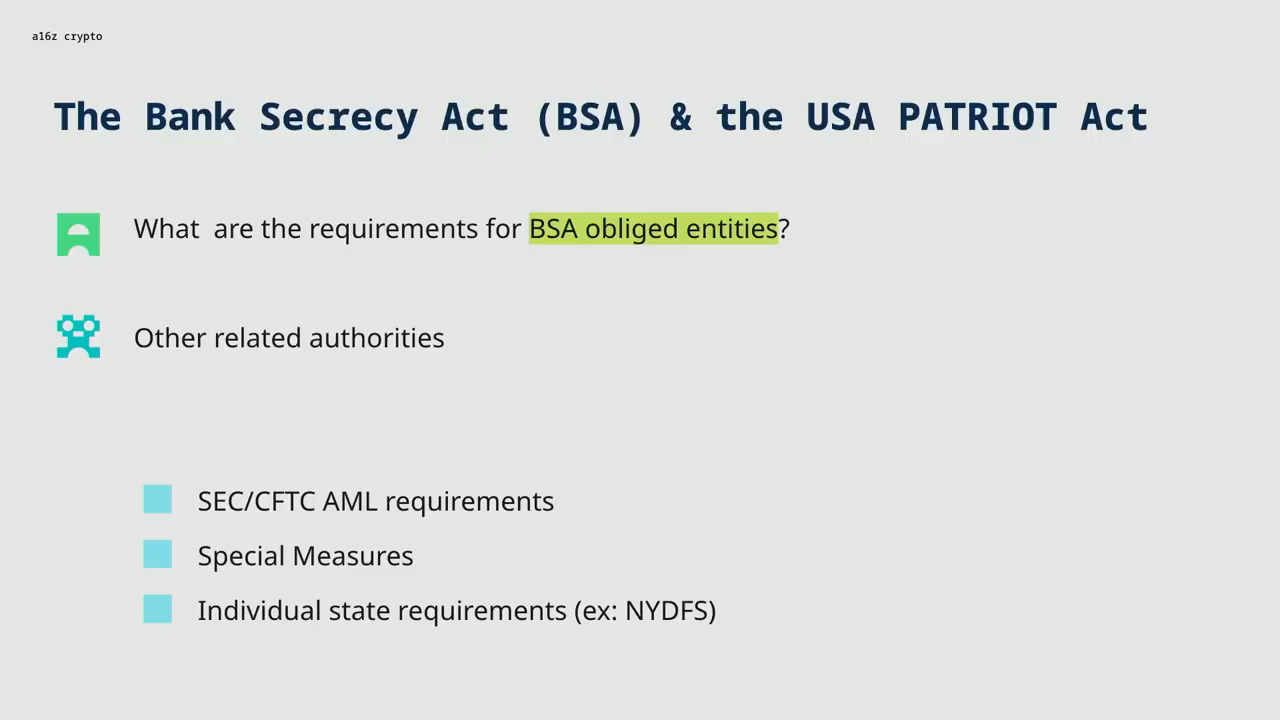 a16z crypto
The Bank Secrecy Act (BSA) & the USA PATRIOT Act
What  are the requirements for BSA obliged entities?
Other related authorities
SEC/CFTC AML requirements
Special Measures
Individual state requirements (ex: NYDFS)